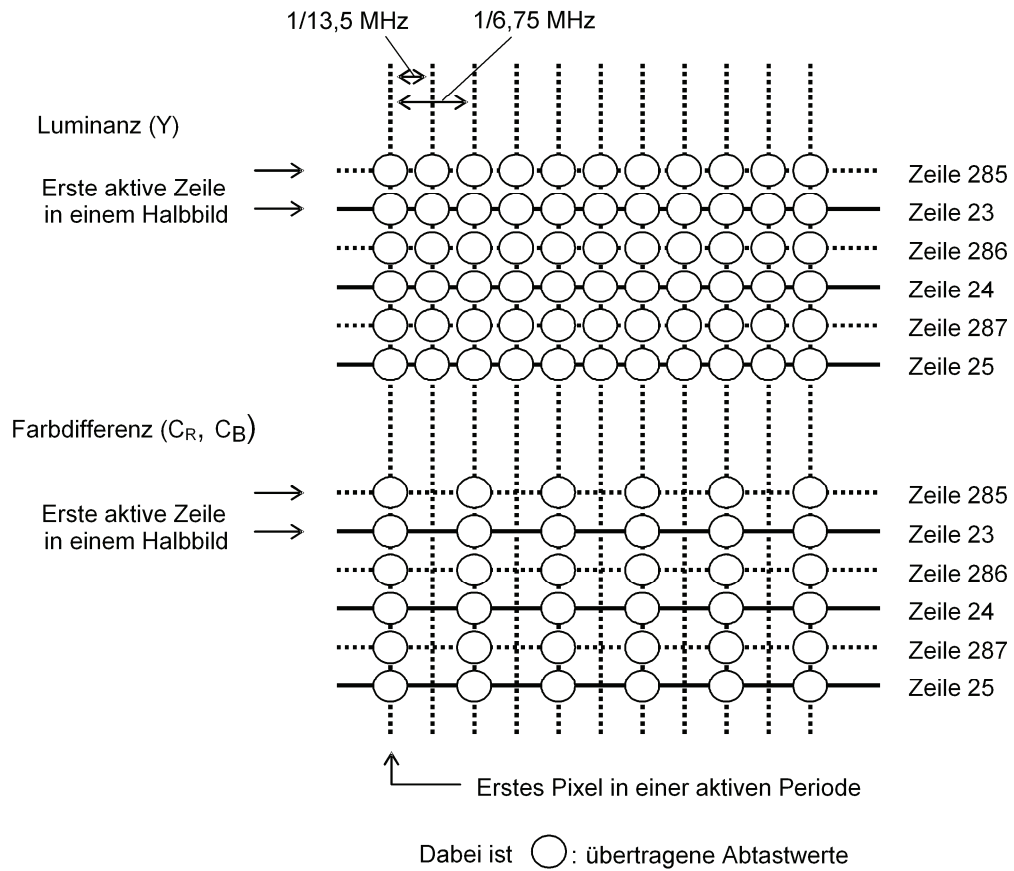 1/13,5 MHz
1/6,75 MHz
Luminanz (Y)
Erste aktive Zeile
in einem Halbbild
Zeile 285
Zeile 23
Zeile 286
Zeile 24
Zeile 287
Zeile 25
Farbdifferenz (CR, CB)
Erste aktive Zeile
in einem Halbbild
Zeile 285
Zeile 23
Zeile 286
Zeile 24
Zeile 287
Zeile 25
Erstes Pixel in einer aktiven Periode
Dabei ist : übertragene Abtastwerte